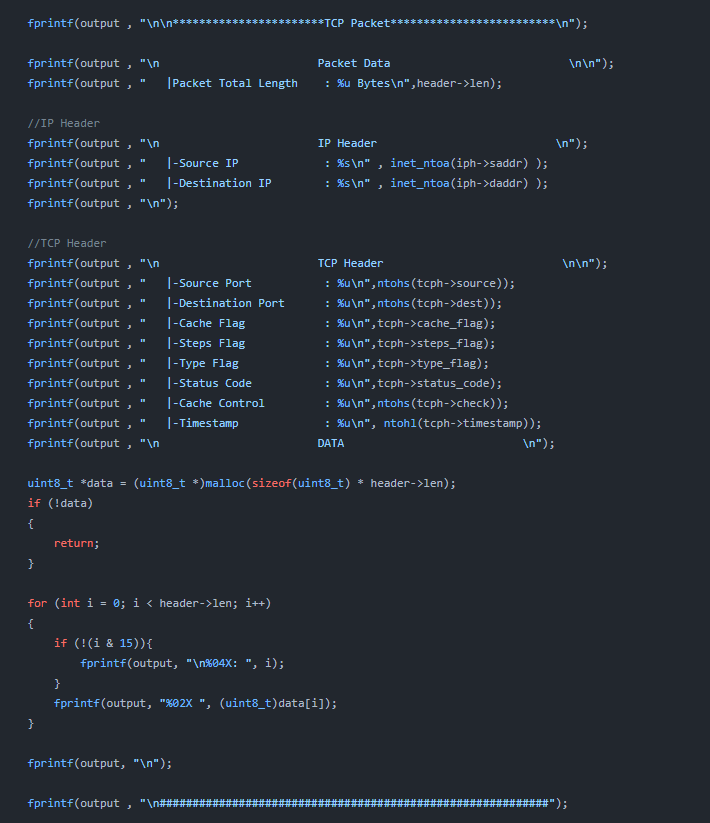 fprintf(output , "\n\n***********************TCP Packet*************************\n");
fprintf(output , "\n                        Packet Data                           \n\n");
fprintf(output , "   |Packet Total Length    : %u Bytes\n",header->len);
//IP Header
fprintf(output , "\n                        IP Header                           \n");
fprintf(output , "   |-Source IP             : %s\n" , inet_ntoa(iph->saddr) );
fprintf(output , "   |-Destination IP        : %s\n" , inet_ntoa(iph->daddr) );
fprintf(output , "\n");
//TCP Header
fprintf(output , "\n                        TCP Header                           \n\n");
fprintf(output , "   |-Source Port           : %u\n",ntohs(tcph->source));
fprintf(output , "   |-Destination Port      : %u\n",ntohs(tcph->dest));
fprintf(output , "   |-Cache Flag            : %u\n",tcph->cache_flag);
fprintf(output , "   |-Steps Flag            : %u\n",tcph->steps_flag);
fprintf(output , "   |-Type Flag             : %u\n",tcph->type_flag);
fprintf(output , "   |-Status Code           : %u\n",tcph->status_code);
fprintf(output , "   |-Cache Control         : %u\n",ntohs(tcph->check));
fprintf(output , "   |-Timestamp             : %u\n", ntohl(tcph->timestamp));
fprintf(output , "\n                        DATA                           \n");
uint8_t *data = (uint8_t *)malloc(sizeof(uint8_t) * header->len);
if (!data)
{
    return;
}
for (int i = 0; i < header->len; i++)
{
    if (!(i & 15)){
        fprintf(output, "\n%04X: ", i);
    }
    fprintf(output, "%02X ", (uint8_t)data[i]);
}
fprintf(output, "\n");
fprintf(output , "\n###########################################################");